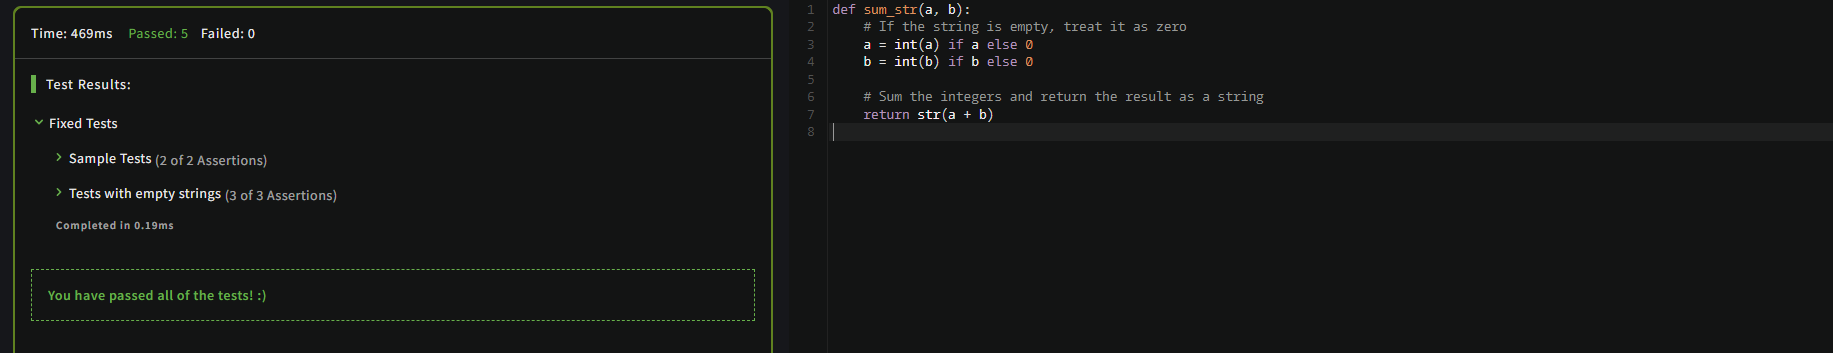 Time: 469ms Passed: 5 Failed: 0
Test Results:
Fixed Tests
Sample Tests (2 of 2 Assertions)
Tests with empty strings (3 of 3 Assertions)
Completed in 0.19ms
You have passed all of the tests! :)
1 def sum_str(a, b):
2     # If the string is empty, treat it as zero
3     a = int(a) if a else 0
4     b = int(b) if b else 0
5
6     # Sum the integers and return the result as a string
7     return str(a + b)
8